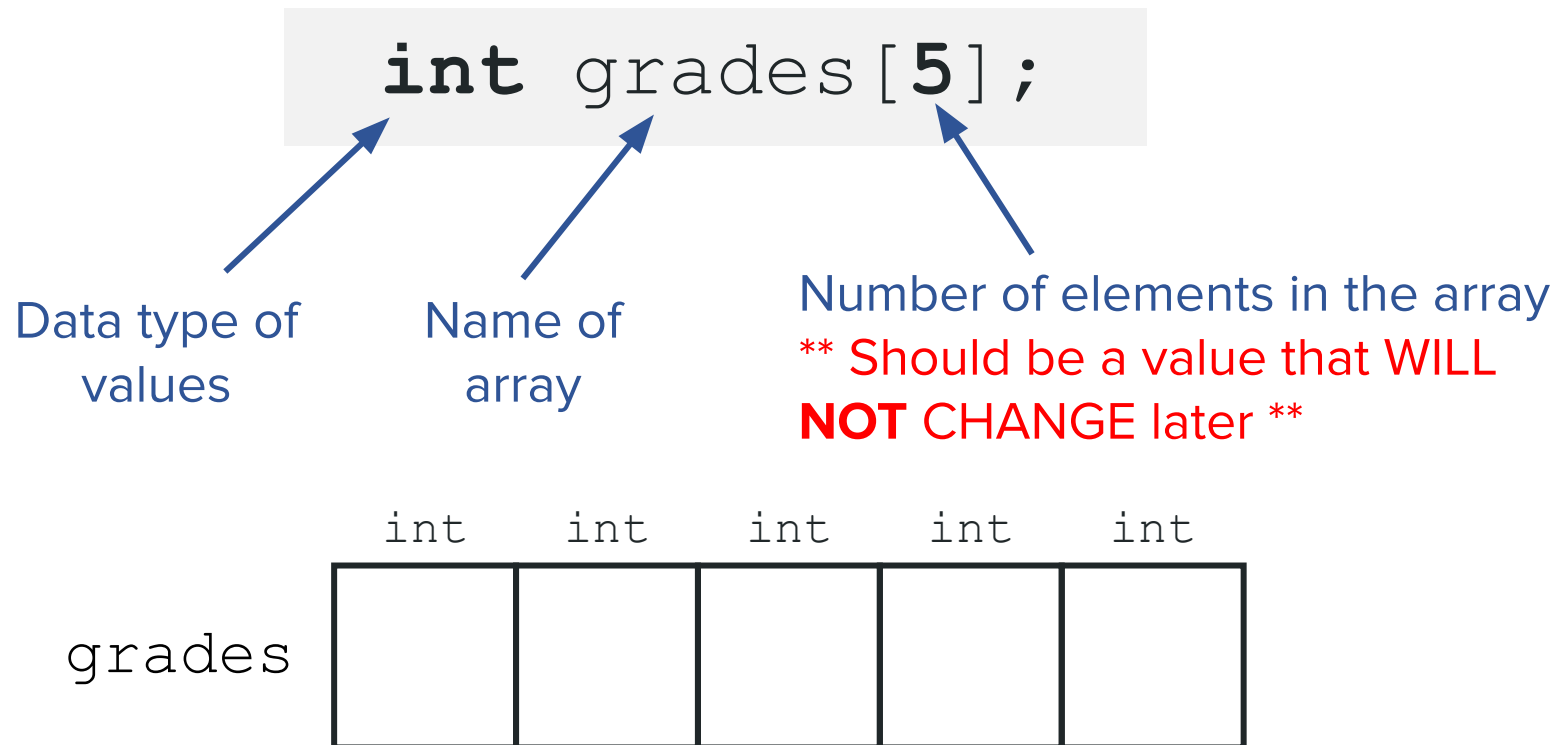 int grades[5];
Data type of
values
Name of
array
Number of elements in the array
** Should be a value that WILL
NOT CHANGE later **
int int int int int
grades